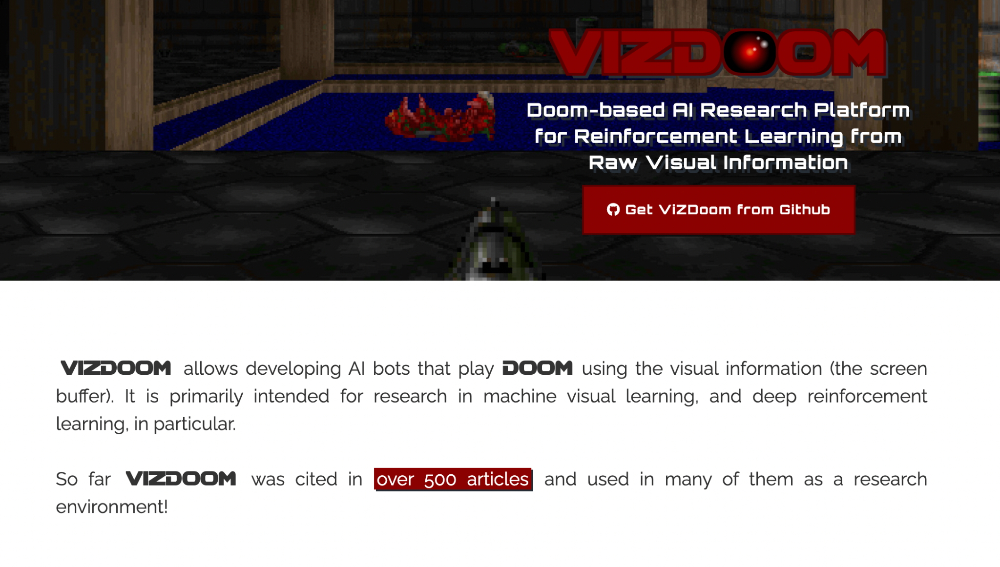 VIZDOOM
Doom-based AI Research Platform
for Reinforcement Learning from
Raw Visual Information
Get ViZDoom from Github
VIZDOOM allows developing AI bots that play DOOM using the visual information (the screen
buffer). It is primarily intended for research in machine visual learning, and deep reinforcement
learning, in particular.
So far VIZDOOM was cited in over 500 articles and used in many of them as a research
environment!